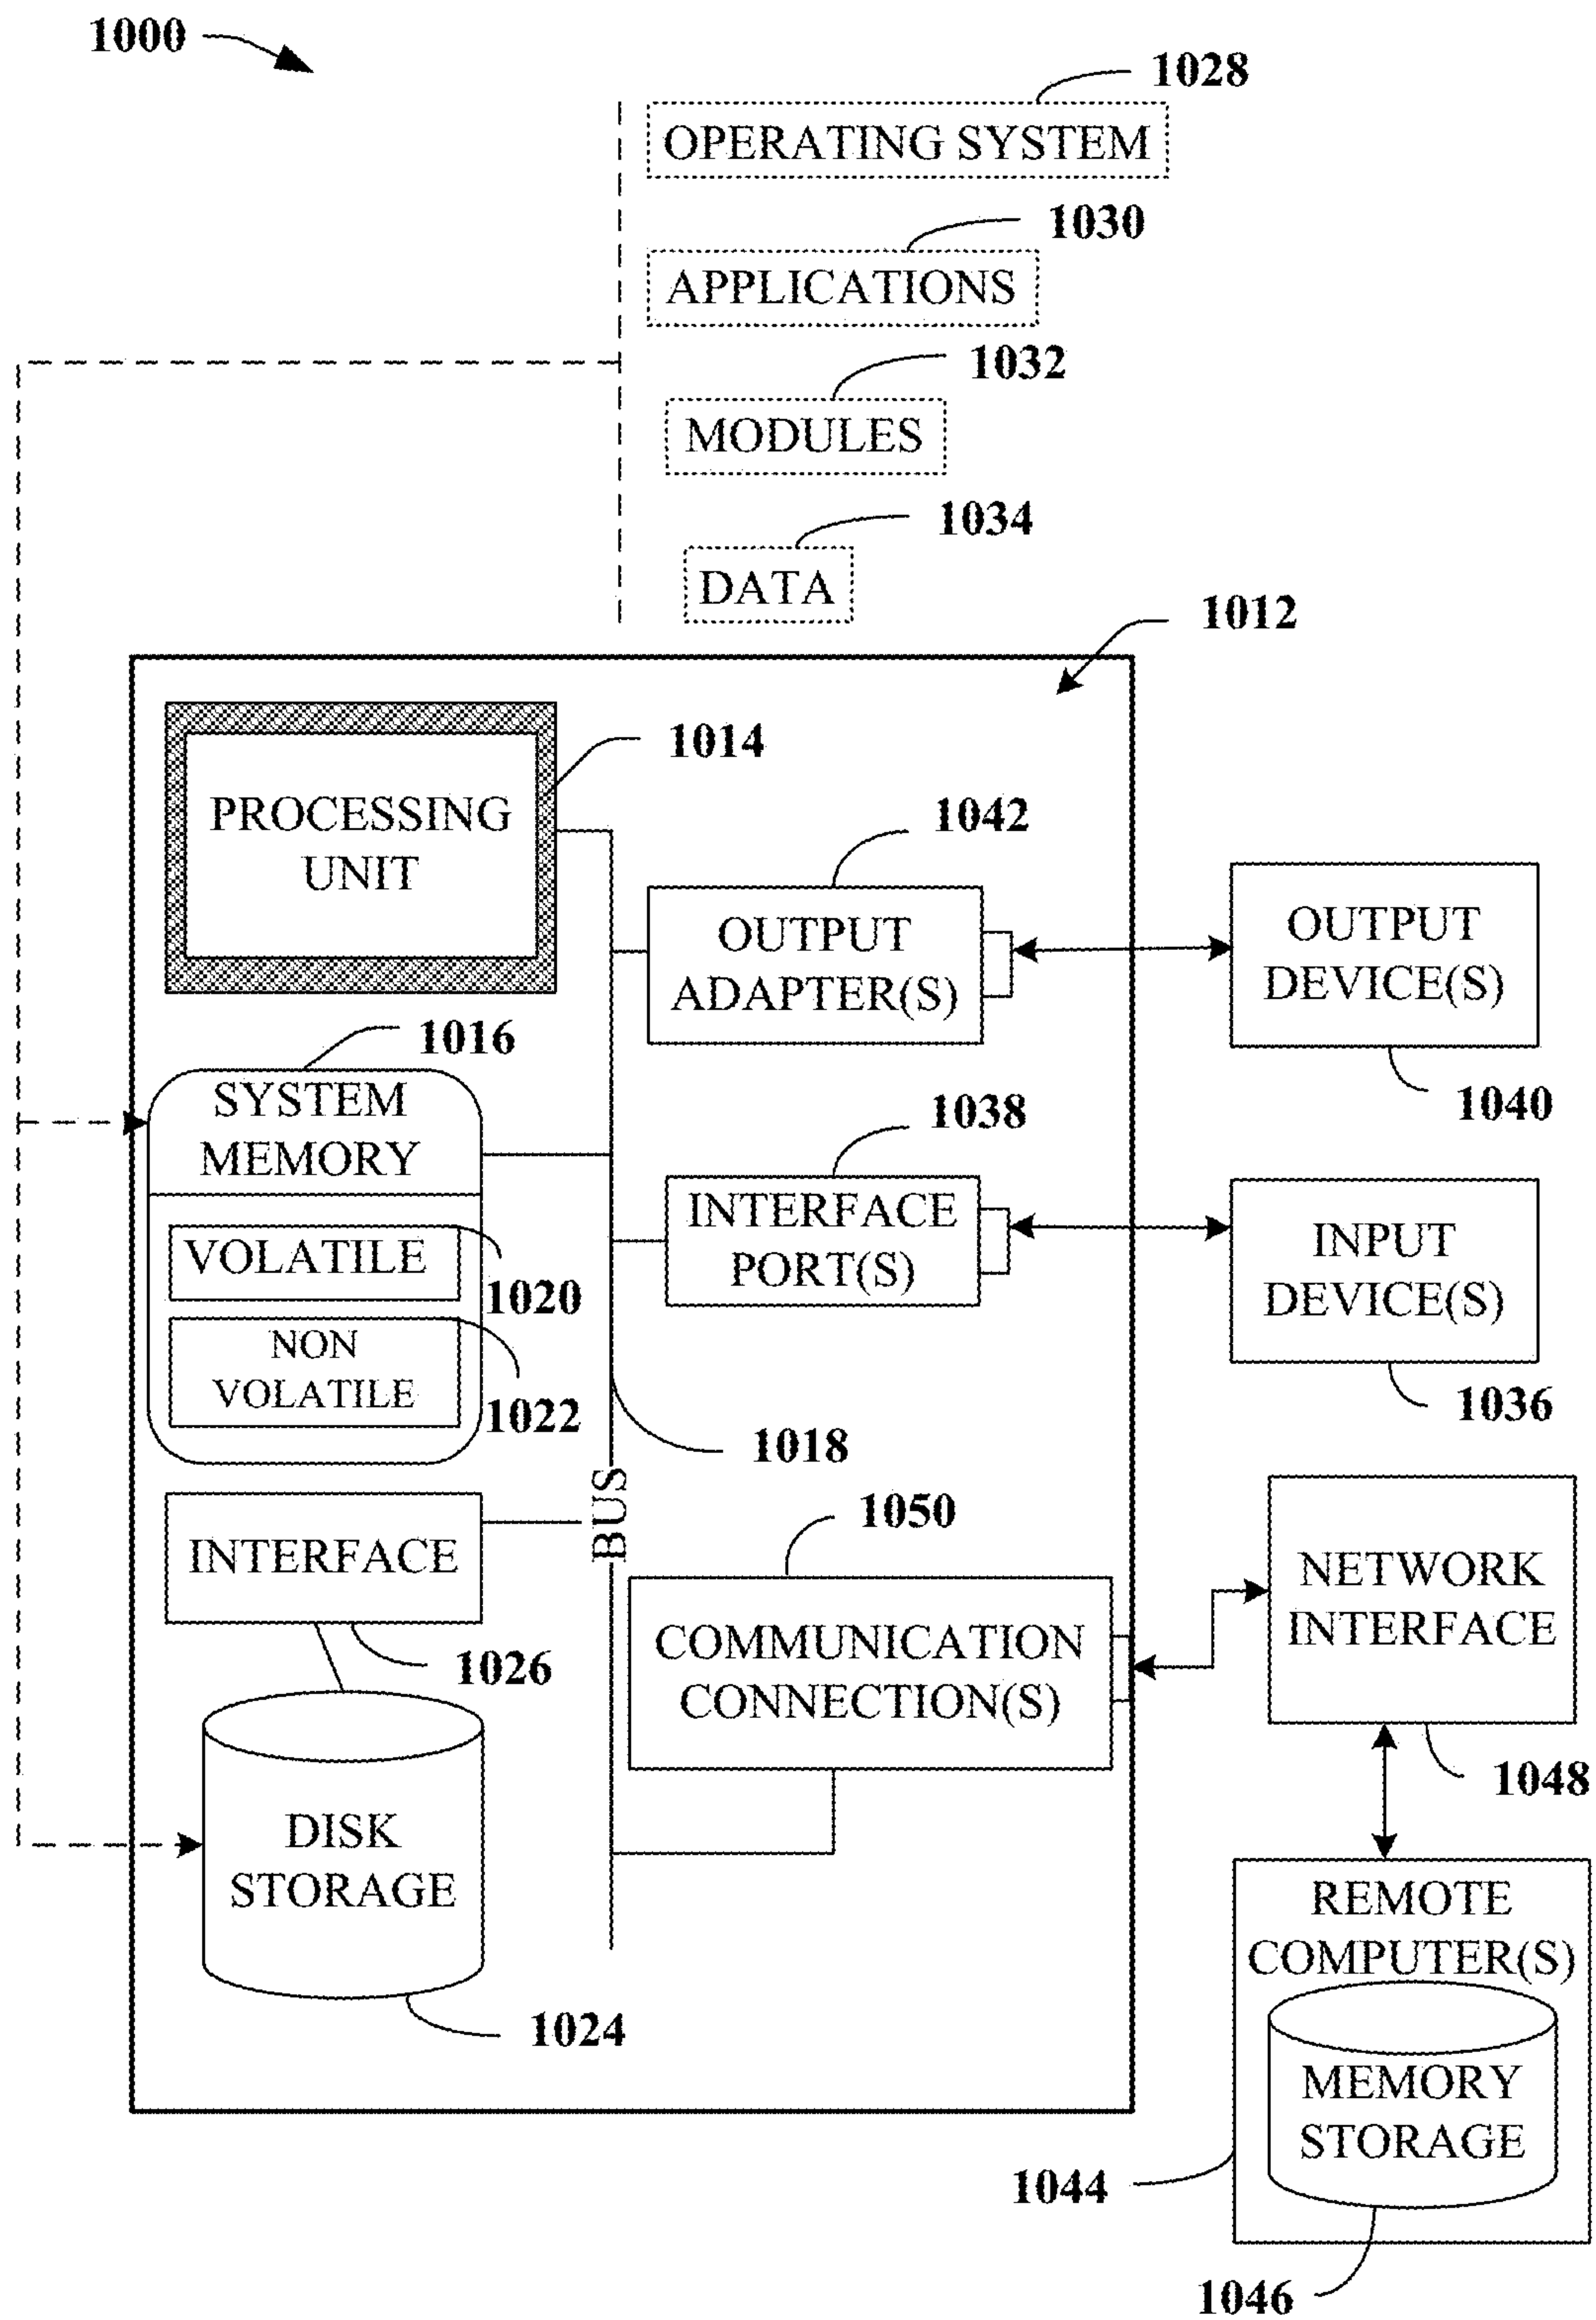 1000
1028
OPERATING SYSTEM
1030
APPLICATIONS
1032
MODULES
1034
DATA
1012
1014
PROCESSING
UNIT
1042
OUTPUT
ADAPTER(S)
OUTPUT
DEVICE(S)
1040
1016
SYSTEM
MEMORY
VOLATILE
1020
NON
VOLATILE
1022
1038
INTERFACE
PORT(S)
INPUT
DEVICE(S)
1036
1018
BUS
INTERFACE
1026
1050
COMMUNICATION
CONNECTION(S)
NETWORK
INTERFACE
1048
DISK
STORAGE
1024
REMOTE
COMPUTER(S)
MEMORY
STORAGE
1044
1046